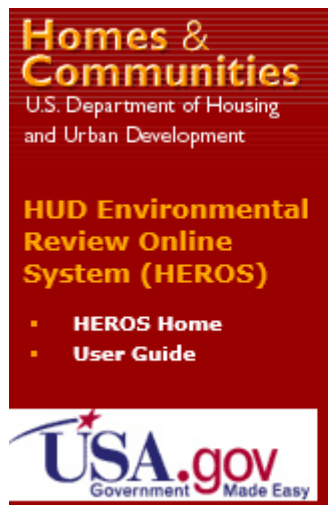 Homes &
Communities
U.S. Department of Housing
and Urban Development
HUD Environmental
Review Online
System (HEROS)
HEROS Home
User Guide
USA.gov
Government Made Easy